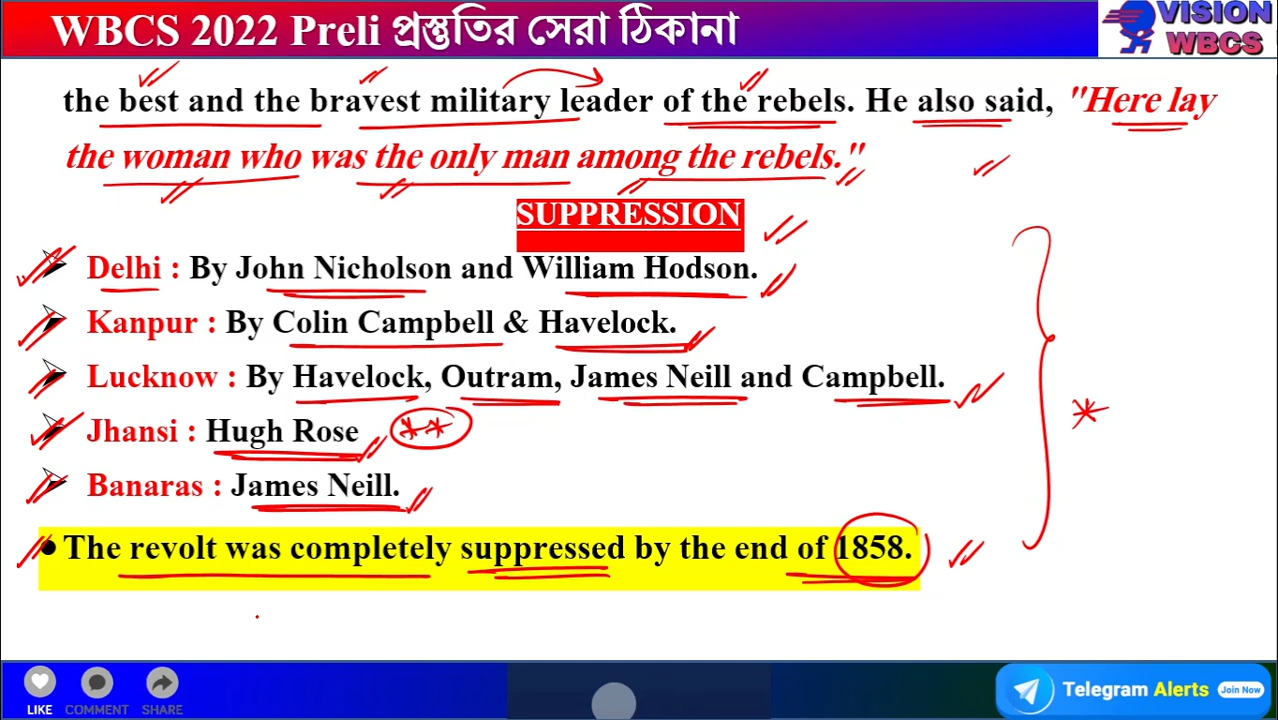 WBCS 2022 Preli প্রস্তুতির সেরা ঠিকানা
VISION
WBCS
the best and the bravest military leader of the rebels. He also said, "Here lay
the woman who was the only man among the rebels."
SUPPRESSION
➢ Delhi : By John Nicholson and William Hodson.
➢ Kanpur : By Colin Campbell & Havelock.
➢ Lucknow : By Havelock, Outram, James Neill and Campbell.
➢ Jhansi : Hugh Rose
➢ Banaras : James Neill.
• The revolt was completely suppressed by the end of 1858.
LIKE COMMENT SHARE
Telegram Alerts Join Now